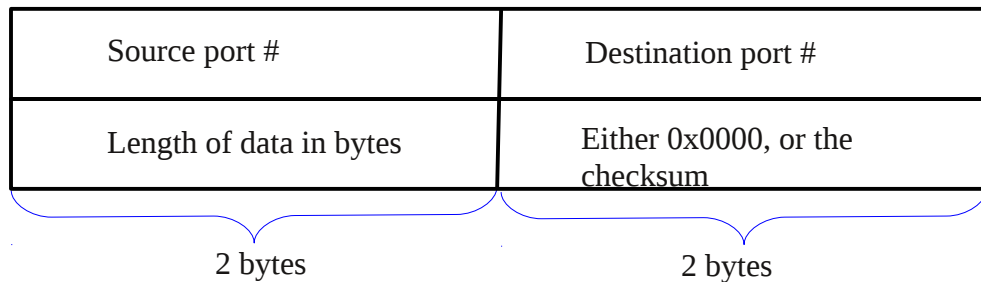 Source port #
Destination port #
Length of data in bytes
Either 0x0000, or the
checksum
2 bytes
2 bytes